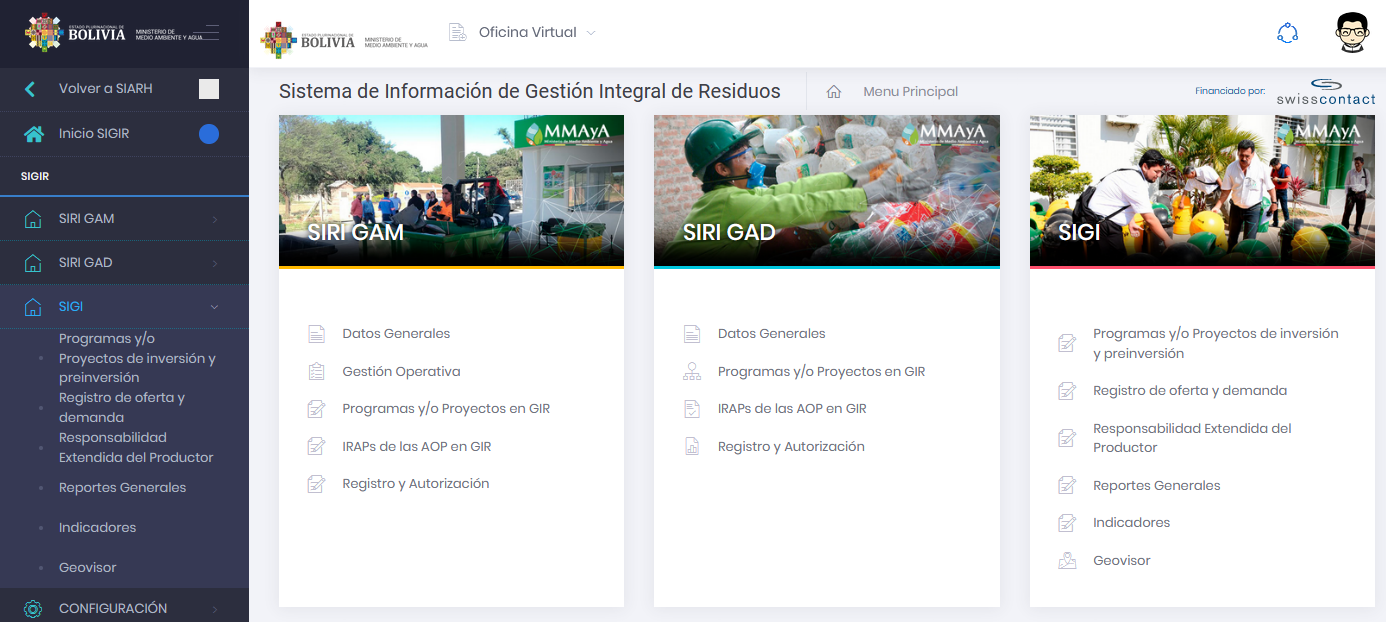 ESTADO PLURINACIONAL DE
BOLIVIA
MINISTERIO DE
MEDIO AMBIENTE Y AGUA
Volver a SIARH
Inicio SIGIR
SIGIR
SIRI GAM
SIRI GAD
SIGI
Programas y/o
Proyectos de inversión y
preinversión
Registro de oferta y
demanda
Responsabilidad
Extendida del Productor
Reportes Generales
Indicadores
Geovisor
CONFIGURACIÓN
ESTADO PLURINACIONAL DE
BOLIVIA
MINISTERIO DE
MEDIO AMBIENTE Y AGUA
Oficina Virtual
Sistema de Información de Gestión Integral de Residuos
Menu Principal
Financiado por:
swisscontact
MMAyA
Ministerio de Medio Ambiente y Agua
SIRI GAM
Datos Generales
Gestión Operativa
Programas y/o Proyectos en GIR
IRAPs de las AOP en GIR
Registro y Autorización
MMAyA
Ministerio de Medio Ambiente y Agua
SIRI GAD
Datos Generales
Programas y/o Proyectos en GIR
IRAPs de las AOP en GIR
Registro y Autorización
MMAyA
Ministerio de Medio Ambiente y Agua
SIGI
Programas y/o Proyectos de inversión
y preinversión
Registro de oferta y demanda
Responsabilidad Extendida del
Productor
Reportes Generales
Indicadores
Geovisor